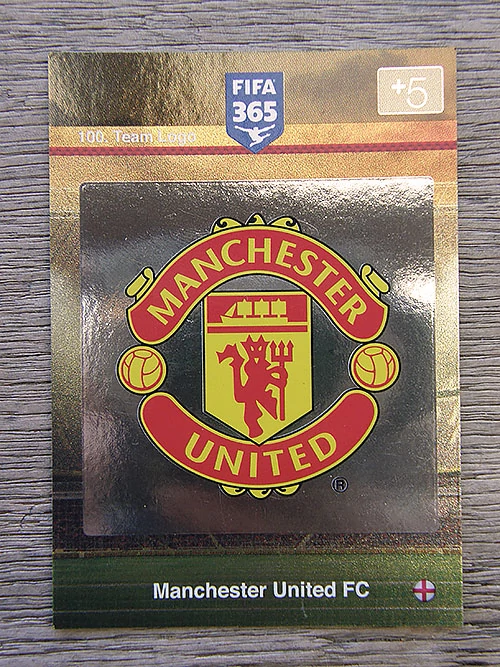 FIFA
365
+5
100. Team Logo
MANCHESTER
UNITED
®
Manchester United FC